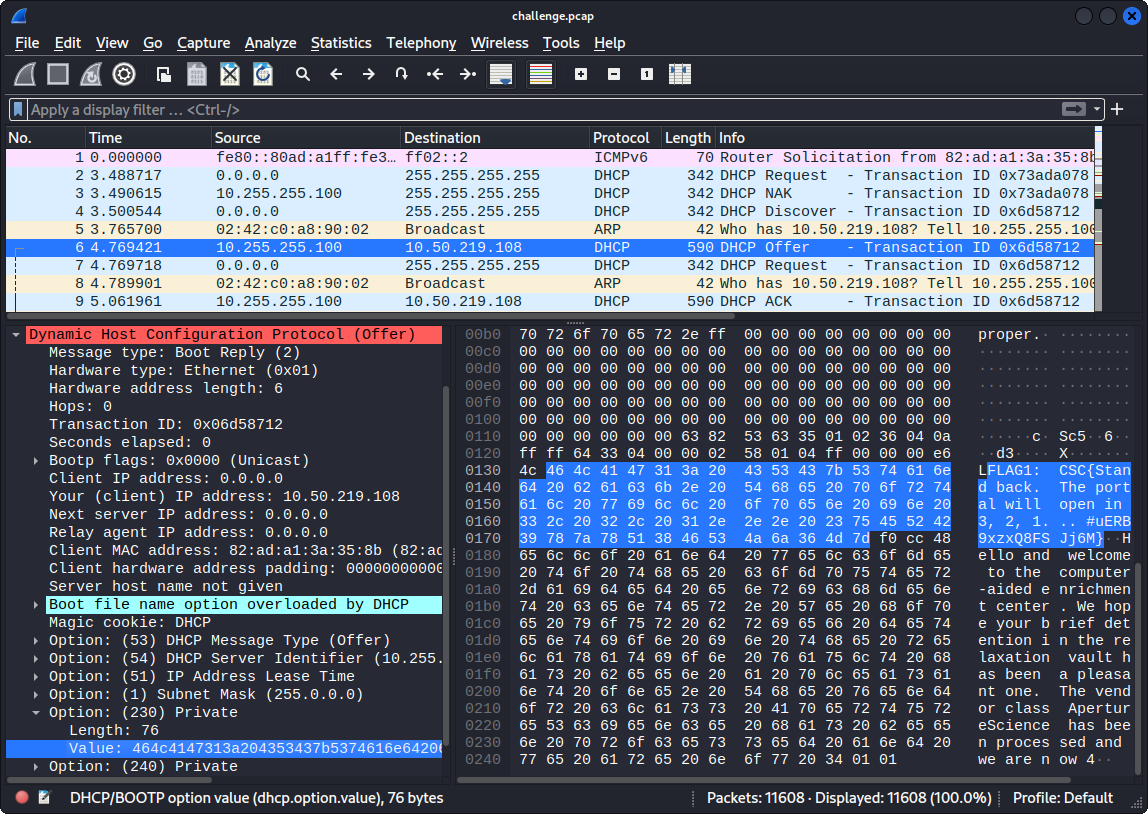 challenge.pcap
File Edit View Go Capture Analyze Statistics Telephony Wireless Tools Help
Apply a display filter … <Ctrl-/>
No. Time Source Destination Protocol Length Info
1 0.000000 fe80::80ad:a1ff:fe3… ff02::2 ICMPv6 70 Router Solicitation from 82:ad:a1:3a:35:8b
2 3.488717 0.0.0.0 255.255.255.255 DHCP 342 DHCP Request - Transaction ID 0x73ada078
3 3.490615 10.255.255.100 255.255.255.255 DHCP 342 DHCP NAK - Transaction ID 0x73ada078
4 3.500544 0.0.0.0 255.255.255.255 DHCP 342 DHCP Discover - Transaction ID 0x6d58712
5 3.765700 02:42:c0:a8:90:02 Broadcast ARP 42 Who has 10.50.219.108? Tell 10.255.255.100
6 4.769421 10.255.255.100 10.50.219.108 DHCP 590 DHCP Offer - Transaction ID 0x6d58712
7 4.769718 0.0.0.0 255.255.255.255 DHCP 342 DHCP Request - Transaction ID 0x6d58712
8 4.789901 02:42:c0:a8:90:02 Broadcast ARP 42 Who has 10.50.219.108? Tell 10.255.255.100
9 5.061961 10.255.255.100 10.50.219.108 DHCP 590 DHCP ACK - Transaction ID 0x6d58712
Dynamic Host Configuration Protocol (Offer)
Message type: Boot Reply (2)
Hardware type: Ethernet (0x01)
Hardware address length: 6
Hops: 0
Transaction ID: 0x06d58712
Seconds elapsed: 0
Bootp flags: 0x0000 (Unicast)
Client IP address: 0.0.0.0
Your (client) IP address: 10.50.219.108
Next server IP address: 0.0.0.0
Relay agent IP address: 0.0.0.0
Client MAC address: 82:ad:a1:3a:35:8b (82:ad
Client hardware address padding: 00000000000
Server host name not given
Boot file name option overloaded by DHCP
Magic cookie: DHCP
Option: (53) DHCP Message Type (Offer)
Option: (54) DHCP Server Identifier (10.255.
Option: (51) IP Address Lease Time
Option: (1) Subnet Mask (255.0.0.0)
Option: (230) Private
Length: 76
Value: 464c4147313a204353437b5374616e64206
Option: (240) Private
00b0 70 72 6f 70 65 72 2e ff 00 00 00 00 00 00 00 00 proper. · ········
00c0 00 00 00 00 00 00 00 00 00 00 00 00 00 00 00 00 ········ ········
00d0 00 00 00 00 00 00 00 00 00 00 00 00 00 00 00 00 ········ ········
00e0 00 00 00 00 00 00 00 00 00 00 00 00 00 00 00 00 ········ ········
00f0 00 00 00 00 00 00 00 00 00 00 00 00 00 00 00 00 ········ ········
0100 00 00 00 00 00 00 00 00 00 00 00 00 00 00 00 00 ········ ········
0110 00 00 00 00 00 00 63 82 53 63 35 01 02 36 04 0a ······c· Sc5··6··
0120 ff ff 64 33 04 00 00 02 58 01 04 ff 00 00 00 e6 ··d3···· X·······
0130 4c 46 4c 41 47 31 3a 20 43 53 43 7b 53 74 61 6e LFLAG1: CSC{Stan
0140 64 20 62 61 63 6b 2e 20 54 68 65 20 70 6f 72 74 d back. The port
0150 61 6c 20 77 69 6c 6c 20 6f 70 65 6e 20 69 6e 20 al will open in
0160 33 2c 20 32 2c 20 31 2e 2e 2e 20 23 75 45 52 42 3, 2, 1. .. #uERB
0170 39 78 7a 78 51 38 46 53 4a 6a 36 4d 7d f0 cc 48 9xzxQ8FS Jj6M}··H
0180 65 6c 6c 6f 20 61 6e 64 20 77 65 6c 63 6f 6d 65 ello and welcome
0190 20 74 6f 20 74 68 65 20 63 6f 6d 70 75 74 65 72 to the computer
01a0 2d 61 69 64 65 64 20 65 6e 72 69 63 68 6d 65 6e -aided e nrichmen
01b0 74 20 63 65 6e 74 65 72 2e 20 57 65 20 68 6f 70 t center . We hop
01c0 65 20 79 6f 75 72 20 62 72 69 65 66 20 64 65 74 e your b rief det
01d0 65 6e 74 69 6f 6e 20 69 6e 20 74 68 65 20 72 65 ention i n the re
01e0 6c 61 78 61 74 69 6f 6e 20 76 61 75 6c 74 20 68 laxation vault h
01f0 61 73 20 62 65 65 6e 20 61 20 70 6c 65 61 73 61 as been a pleasa
0200 6e 74 20 6f 6e 65 2e 20 54 68 65 20 76 65 6e 64 nt one. The vend
0210 6f 72 20 63 6c 61 73 73 20 41 70 65 72 74 75 72 or class Apertur
0220 65 53 63 69 65 6e 63 65 20 68 61 73 20 62 65 65 eScience has bee
0230 6e 20 70 72 6f 63 65 73 73 65 64 20 61 6e 64 20 n proces sed and
0240 77 65 20 61 72 65 20 6e 6f 77 20 34 01 01 we are n ow 4··
DHCP/BOOTP option value (dhcp.option.value), 76 bytes
Packets: 11608 · Displayed: 11608 (100.0%)
Profile: Default